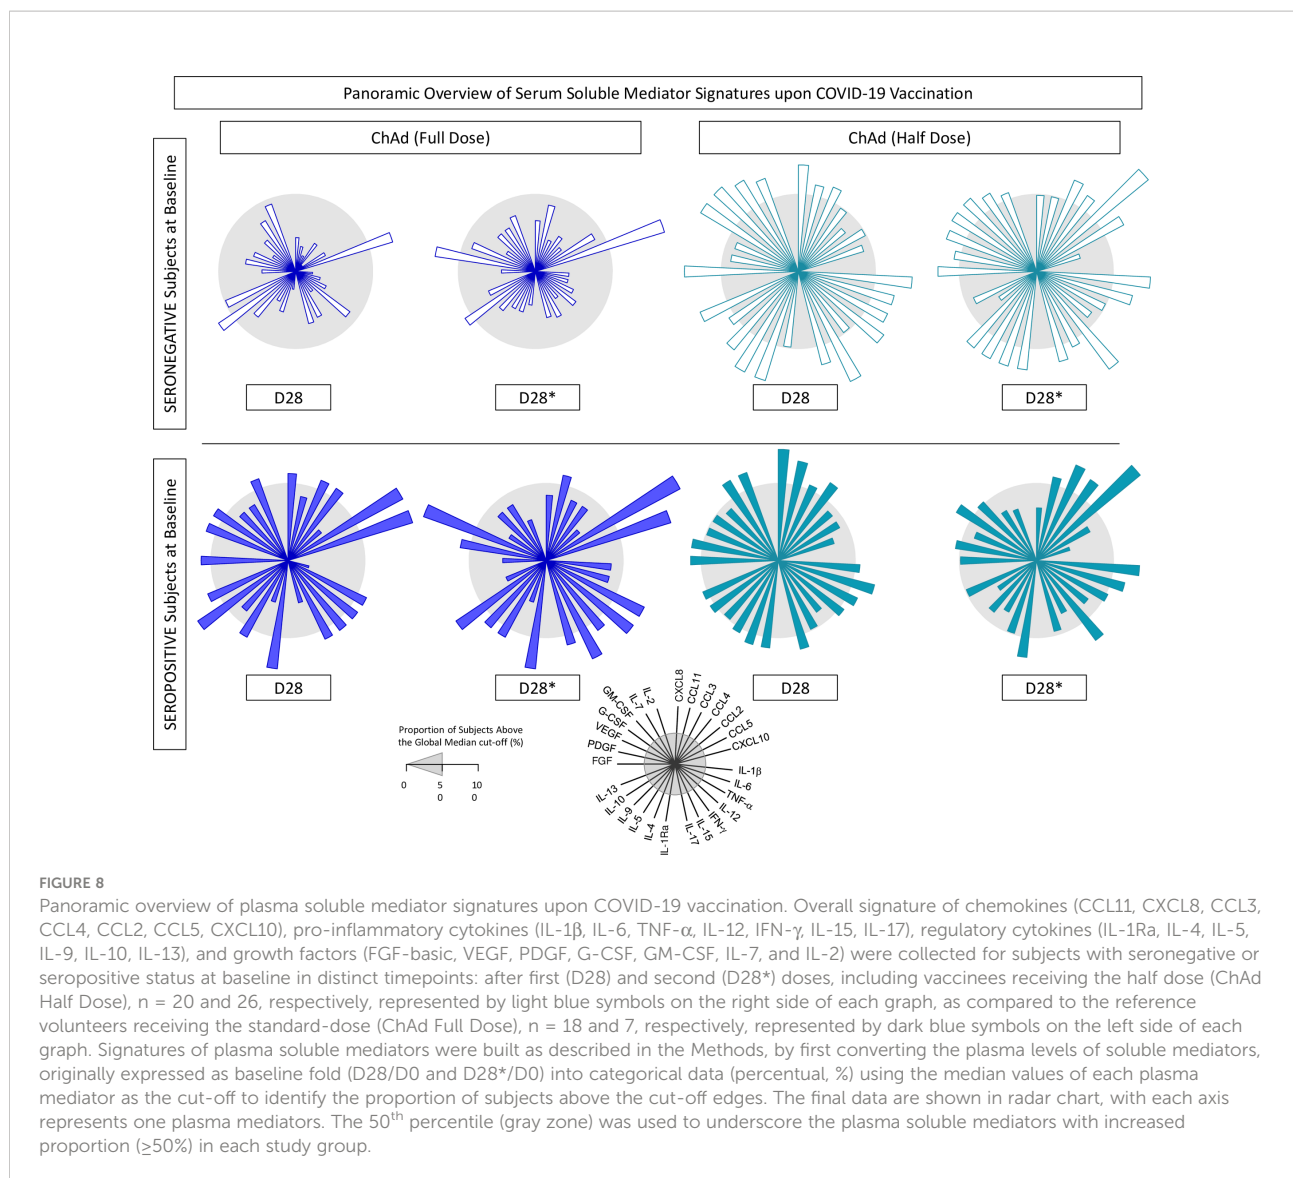 Panoramic Overview of Serum Soluble Mediator Signatures upon COVID-19 Vaccination
ChAd (Full Dose)
ChAd (Half Dose)
SERONEGATIVE Subjects at Baseline
D28
D28*
D28
D28*
SEROPOSITIVE Subjects at Baseline
D28
D28*
D28
D28*
Proportion of Subjects Above
the Global Median cut-off (%)
0 5 10
0 0
CXCL8
CCL11
CCL3
CCL4
CCL2
CCL5
CXCL10
IL-1β
IL-6
TNF-α
IL-12
IFN-γ
IL-15
IL-17
IL-1Ra
IL-4
IL-5
IL-9
IL-10
IL-13
FGF
PDGF
VEGF
G-CSF
GM-CSF
IL-7
IL-2
FIGURE 8
Panoramic overview of plasma soluble mediator signatures upon COVID-19 vaccination. Overall signature of chemokines (CCL11, CXCL8, CCL3,
CCL4, CCL2, CCL5, CXCL10), pro-inflammatory cytokines (IL-1β, IL-6, TNF-α, IL-12, IFN-γ, IL-15, IL-17), regulatory cytokines (IL-1Ra, IL-4, IL-5,
IL-9, IL-10, IL-13), and growth factors (FGF-basic, VEGF, PDGF, G-CSF, GM-CSF, IL-7, and IL-2) were collected for subjects with seronegative or
seropositive status at baseline in distinct timepoints: after first (D28) and second (D28*) doses, including vaccinees receiving the half dose (ChAd
Half Dose), n = 20 and 26, respectively, represented by light blue symbols on the right side of each graph, as compared to the reference
volunteers receiving the standard-dose (ChAd Full Dose), n = 18 and 7, respectively, represented by dark blue symbols on the left side of each
graph. Signatures of plasma soluble mediators were built as described in the Methods, by first converting the plasma levels of soluble mediators,
originally expressed as baseline fold (D28/D0 and D28*/D0) into categorical data (percentual, %) using the median values of each plasma
mediator as the cut-off to identify the proportion of subjects above the cut-off edges. The final data are shown in radar chart, with each axis
represents one plasma mediators. The 50th percentile (gray zone) was used to underscore the plasma soluble mediators with increased
proportion (≥50%) in each study group.